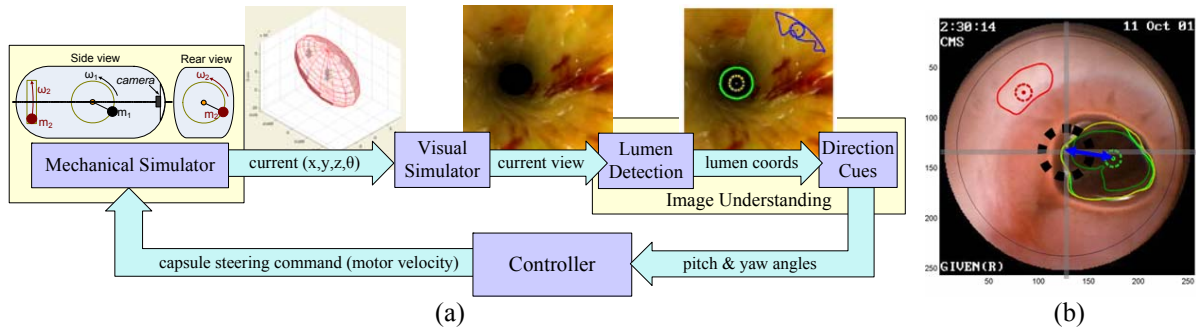 Side view
Rear view
ω₁
camera
ω₂
ω₂
m₁
m₂
m₂
Mechanical Simulator
current (x,y,z,θ)
Visual
Simulator
current view
Lumen
Detection
lumen coords
Direction
Cues
Image Understanding
capsule steering command (motor velocity)
Controller
pitch & yaw angles
(a)
2:30:14
11 Oct 01
CMS
50
100
150
200
250
GIVEN(R)
0
50
100
150
200
250
(b)